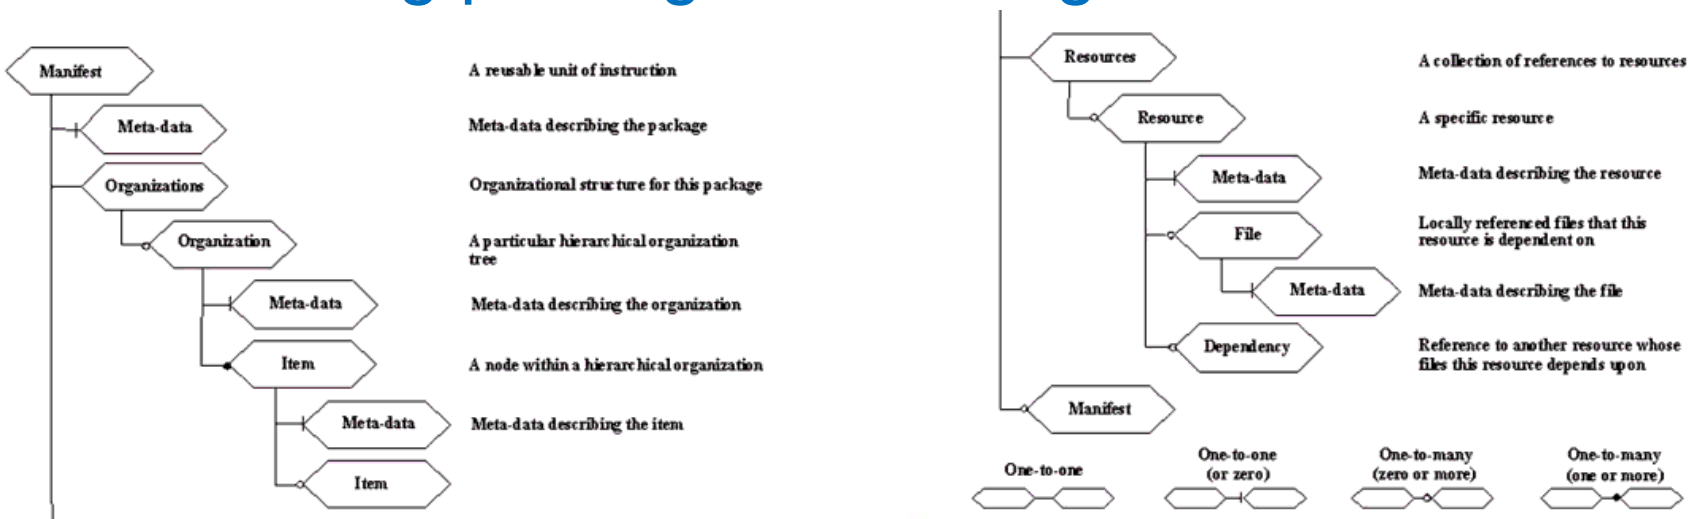 Manifest
A reusable unit of instruction
Meta-data
Meta-data describing the package
Organizations
Organizational structure for this package
Organization
A particular hierarchical organization
tree
Meta-data
Meta-data describing the organization
Item
A node within a hierarchical organization
Meta-data
Meta-data describing the item
Item
Resources
A collection of references to resources
Resource
A specific resource
Meta-data
Meta-data describing the resource
File
Locally referenced files that this
resource is dependent on
Meta-data
Meta-data describing the file
Dependency
Reference to another resource whose
files this resource depends upon
Manifest
One-to-one
One-to-one
(or zero)
One-to-many
(zero or more)
One-to-many
(one or more)